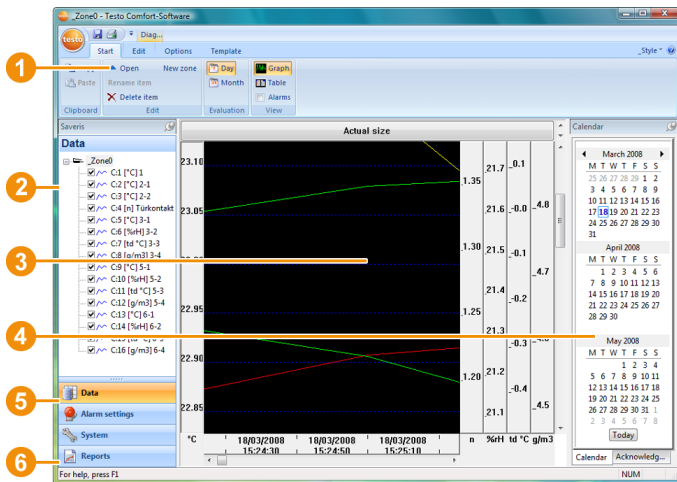 _Zone0 - Testo Comfort-Software
testo
Diag...
Start Edit Options Template _Style
1
Open New zone Day Graph
Paste Rename item Month Table
Delete item Alarms
Clipboard Edit Evaluation View
Saveris Actual size Calendar
Data
2
_Zone0
C:1 [°C] 1
C:2 [°C] 2-1
C:3 [°C] 2-2
C:4 [n] Türkontakt
C:5 [°C] 3-1
C:6 [%rH] 3-2
C:7 [td °C] 3-3
C:8 [g/m3] 3-4
C:9 [°C] 5-1
C:10 [%rH] 5-2
C:11 [td °C] 5-3
C:12 [g/m3] 5-4
C:13 [°C] 6-1
C:14 [%rH] 6-2
C:16 [g/m3] 6-4
5
Data
Alarm settings
System
6
Reports
For help, press F1
3
23.10
23.05
22.95
22.90
22.85
°C
18/03/2008 18/03/2008 18/03/2008
15:24:30 15:24:50 15:25:10
1.35
1.30
1.25
1.20
n
21.7
21.6
21.5
21.4
21.3
21.2
21.1
%rH
-0.1
-0.0
-0.1
-0.2
-0.3
-0.4
td °C
4.8
4.7
4.5
g/m3
4
March 2008
M T W T F S S
25 26 27 28 29 1 2
3 4 5 6 7 8 9
10 11 12 13 14 15 16
17 18 19 20 21 22 23
24 25 26 27 28 29 30
31
April 2008
M T W T F S S
1 2 3 4 5 6
7 8 9 10 11 12 13
14 15 16 17 18 19 20
21 22 23 24 25 26 27
28 29 30
May 2008
M T W T F S S
1 2 3 4
5 6 7 8 9 10 11
12 13 14 15 16 17 18
19 20 21 22 23 24 25
26 27 28 29 30 31 1
2 3 4 5 6 7 8
Today
Calendar Acknowledg...
NUM